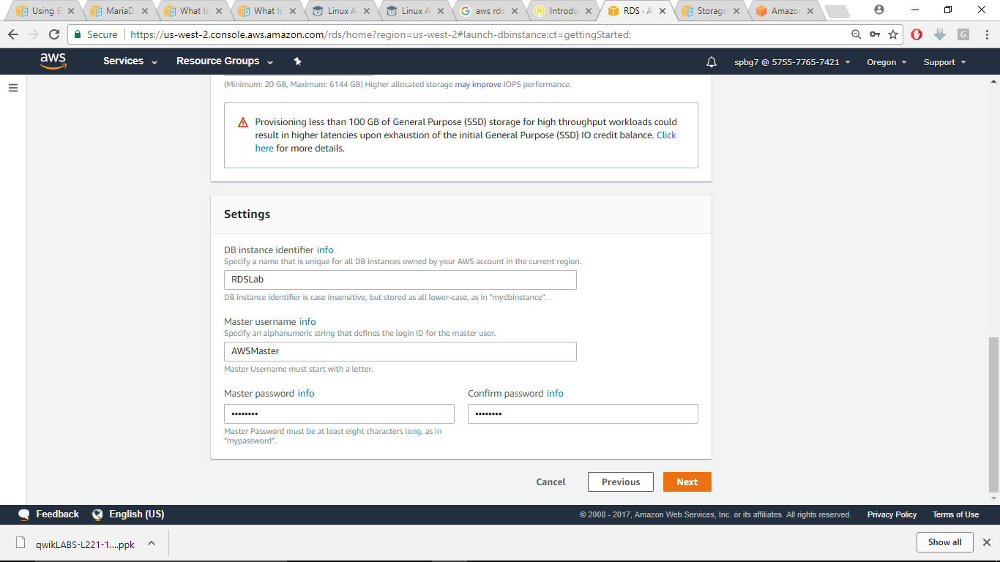 Using E
MariaD
What Is
What Is
Linux A
Linux A
aws rds
Introdu
RDS · A
Storage
Amazon
Secure
https://us-west-2.console.aws.amazon.com/rds/home?region=us-west-2#launch-dbinstance:ct=gettingStarted:
G
aws
Services
Resource Groups
spbg7 @ 5755-7765-7421
Oregon
Support
(Minimum: 20 GB, Maximum: 6144 GB) Higher allocated storage may improve IOPS performance.
Provisioning less than 100 GB of General Purpose (SSD) storage for high throughput workloads could
result in higher latencies upon exhaustion of the initial General Purpose (SSD) IO credit balance. Click
here for more details.
Settings
DB instance identifier info
Specify a name that is unique for all DB instances owned by your AWS account in the current region.
RDSLab
DB instance identifier is case insensitive, but stored as all lower-case, as in "mydbinstance".
Master username info
Specify an alphanumeric string that defines the login ID for the master user.
AWSMaster
Master Username must start with a letter.
Master password info
Confirm password info
••••••••
••••••••
Master Password must be at least eight characters long, as in
"mypassword".
Cancel
Previous
Next
Feedback
English (US)
© 2008 - 2017, Amazon Web Services, Inc. or its affiliates. All rights reserved.
Privacy Policy
Terms of Use
qwikLABS-L221-1....ppk
Show all